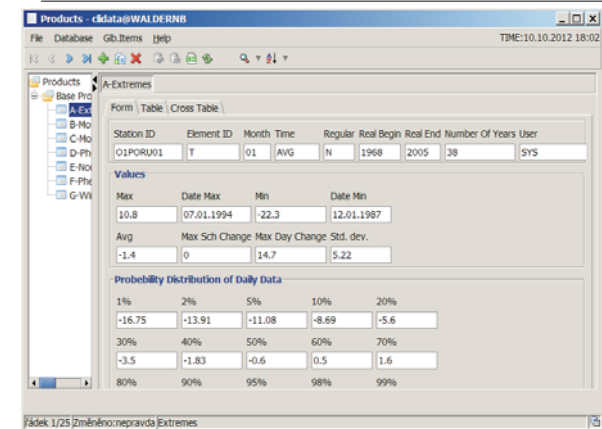 Products - clidata@WALDERNB
File Database Glb.Items Help TIME:10.10.2012 18:02
Products
Base Pro
A-Ext
B-Mo
C-Mo
D-Ph
E-Nor
F-Phe
G-Wi
A-Extremes
Form Table Cross Table
Station ID Element ID Month Time Regular Real Begin Real End Number Of Years User
O1PORU01 T 01 AVG N 1968 2005 38 SYS
Values
Max Date Max Min Date Min
10.8 07.01.1994 -22.3 12.01.1987
Avg Max Sch Change Max Day Change Std. dev.
-1.4 0 14.7 5.22
Probebility Distribution of Daily Data
1% 2% 5% 10% 20%
-16.75 -13.91 -11.08 -8.69 -5.6
30% 40% 50% 60% 70%
-3.5 -1.83 -0.6 0.5 1.6
80% 90% 95% 98% 99%
Řádek 1/25 Změněno:nepravda Extremes